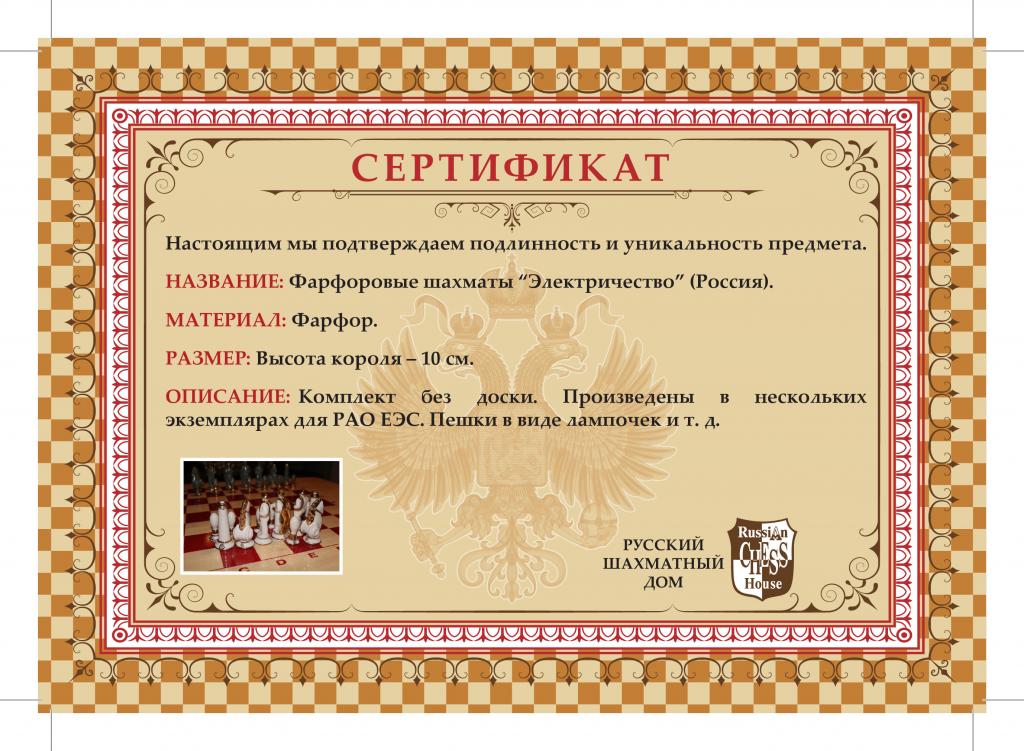 СЕРТИФИКАТ
Настоящим мы подтверждаем подлинность и уникальность предмета.
НАЗВАНИЕ: Фарфоровые шахматы “Электричество” (Россия).
МАТЕРИАЛ: Фарфор.
РАЗМЕР: Высота короля – 10 см.
ОПИСАНИЕ: Комплект без доски. Произведены в нескольких
экземплярах для РАО ЕЭС. Пешки в виде лампочек и т. д.
C D E
РУССКИЙ
ШАХМАТНЫЙ
ДОМ
Russian
CHESS
House